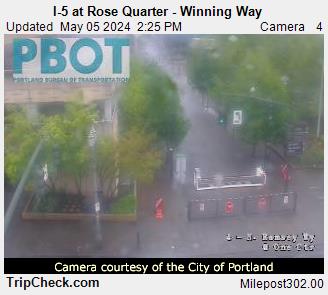 I-5 at Rose Quarter - Winning Way
Updated May 05 2024 2:25 PM Camera 4
PBOT
PORTLAND BUREAU OF TRANSPORTATION
Camera courtesy of the City of Portland
TripCheck.com Milepost302.00